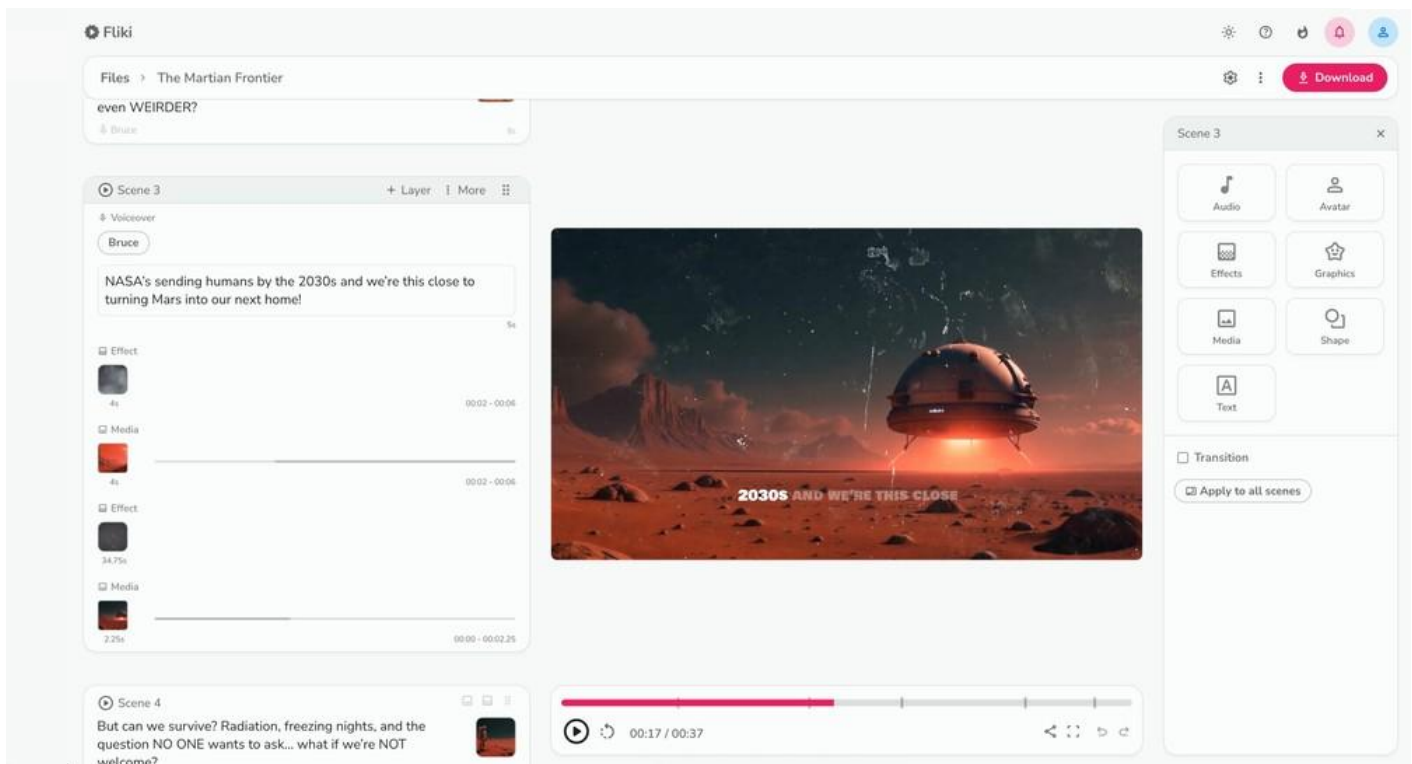 Fliki
Files > The Martian Frontier
Download
even WEIRDER?
Bruce
Scene 3
+ Layer
More
Voiceover
Bruce
NASA's sending humans by the 2030s and we're this close to
turning Mars into our next home!
5s
Effect
4s
00:02 - 00:06
Media
4s
00:02 - 00:06
Effect
34.75s
Media
2.25s
00:00 - 00:02.25
Scene 4
But can we survive? Radiation, freezing nights, and the
question NO ONE wants to ask... what if we're NOT
welcome?
2030S AND WE'RE THIS CLOSE
00:17 / 00:37
Scene 3
Audio
Avatar
Effects
Graphics
Media
Shape
Text
Transition
Apply to all scenes